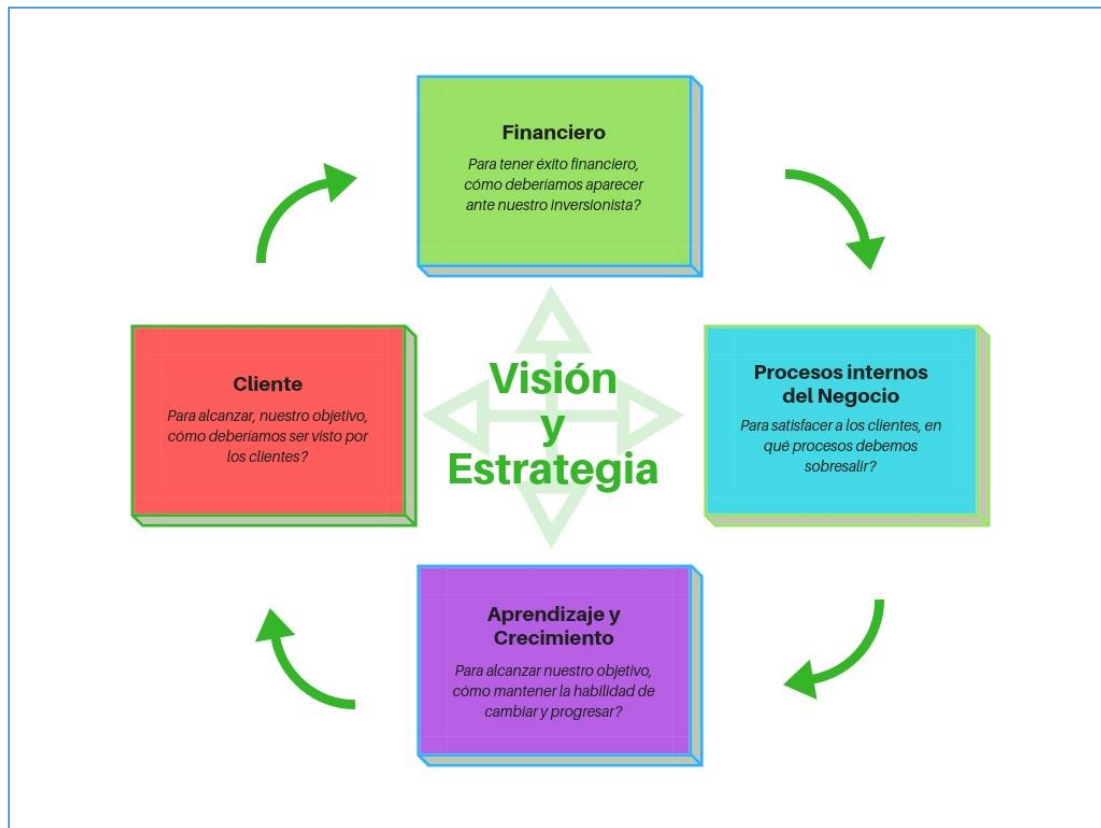 Financiero
Para tener éxito financiero,
cómo deberíamos aparecer
ante nuestro inversionista?
Cliente
Para alcanzar, nuestro objetivo,
cómo deberíamos ser visto por
los clientes?
Visión
y
Estrategia
Procesos internos
del Negocio
Para satisfacer a los clientes, en
qué procesos debemos
sobresalir?
Aprendizaje y
Crecimiento
Para alcanzar nuestro objetivo,
cómo mantener la habilidad de
cambiar y progresar?